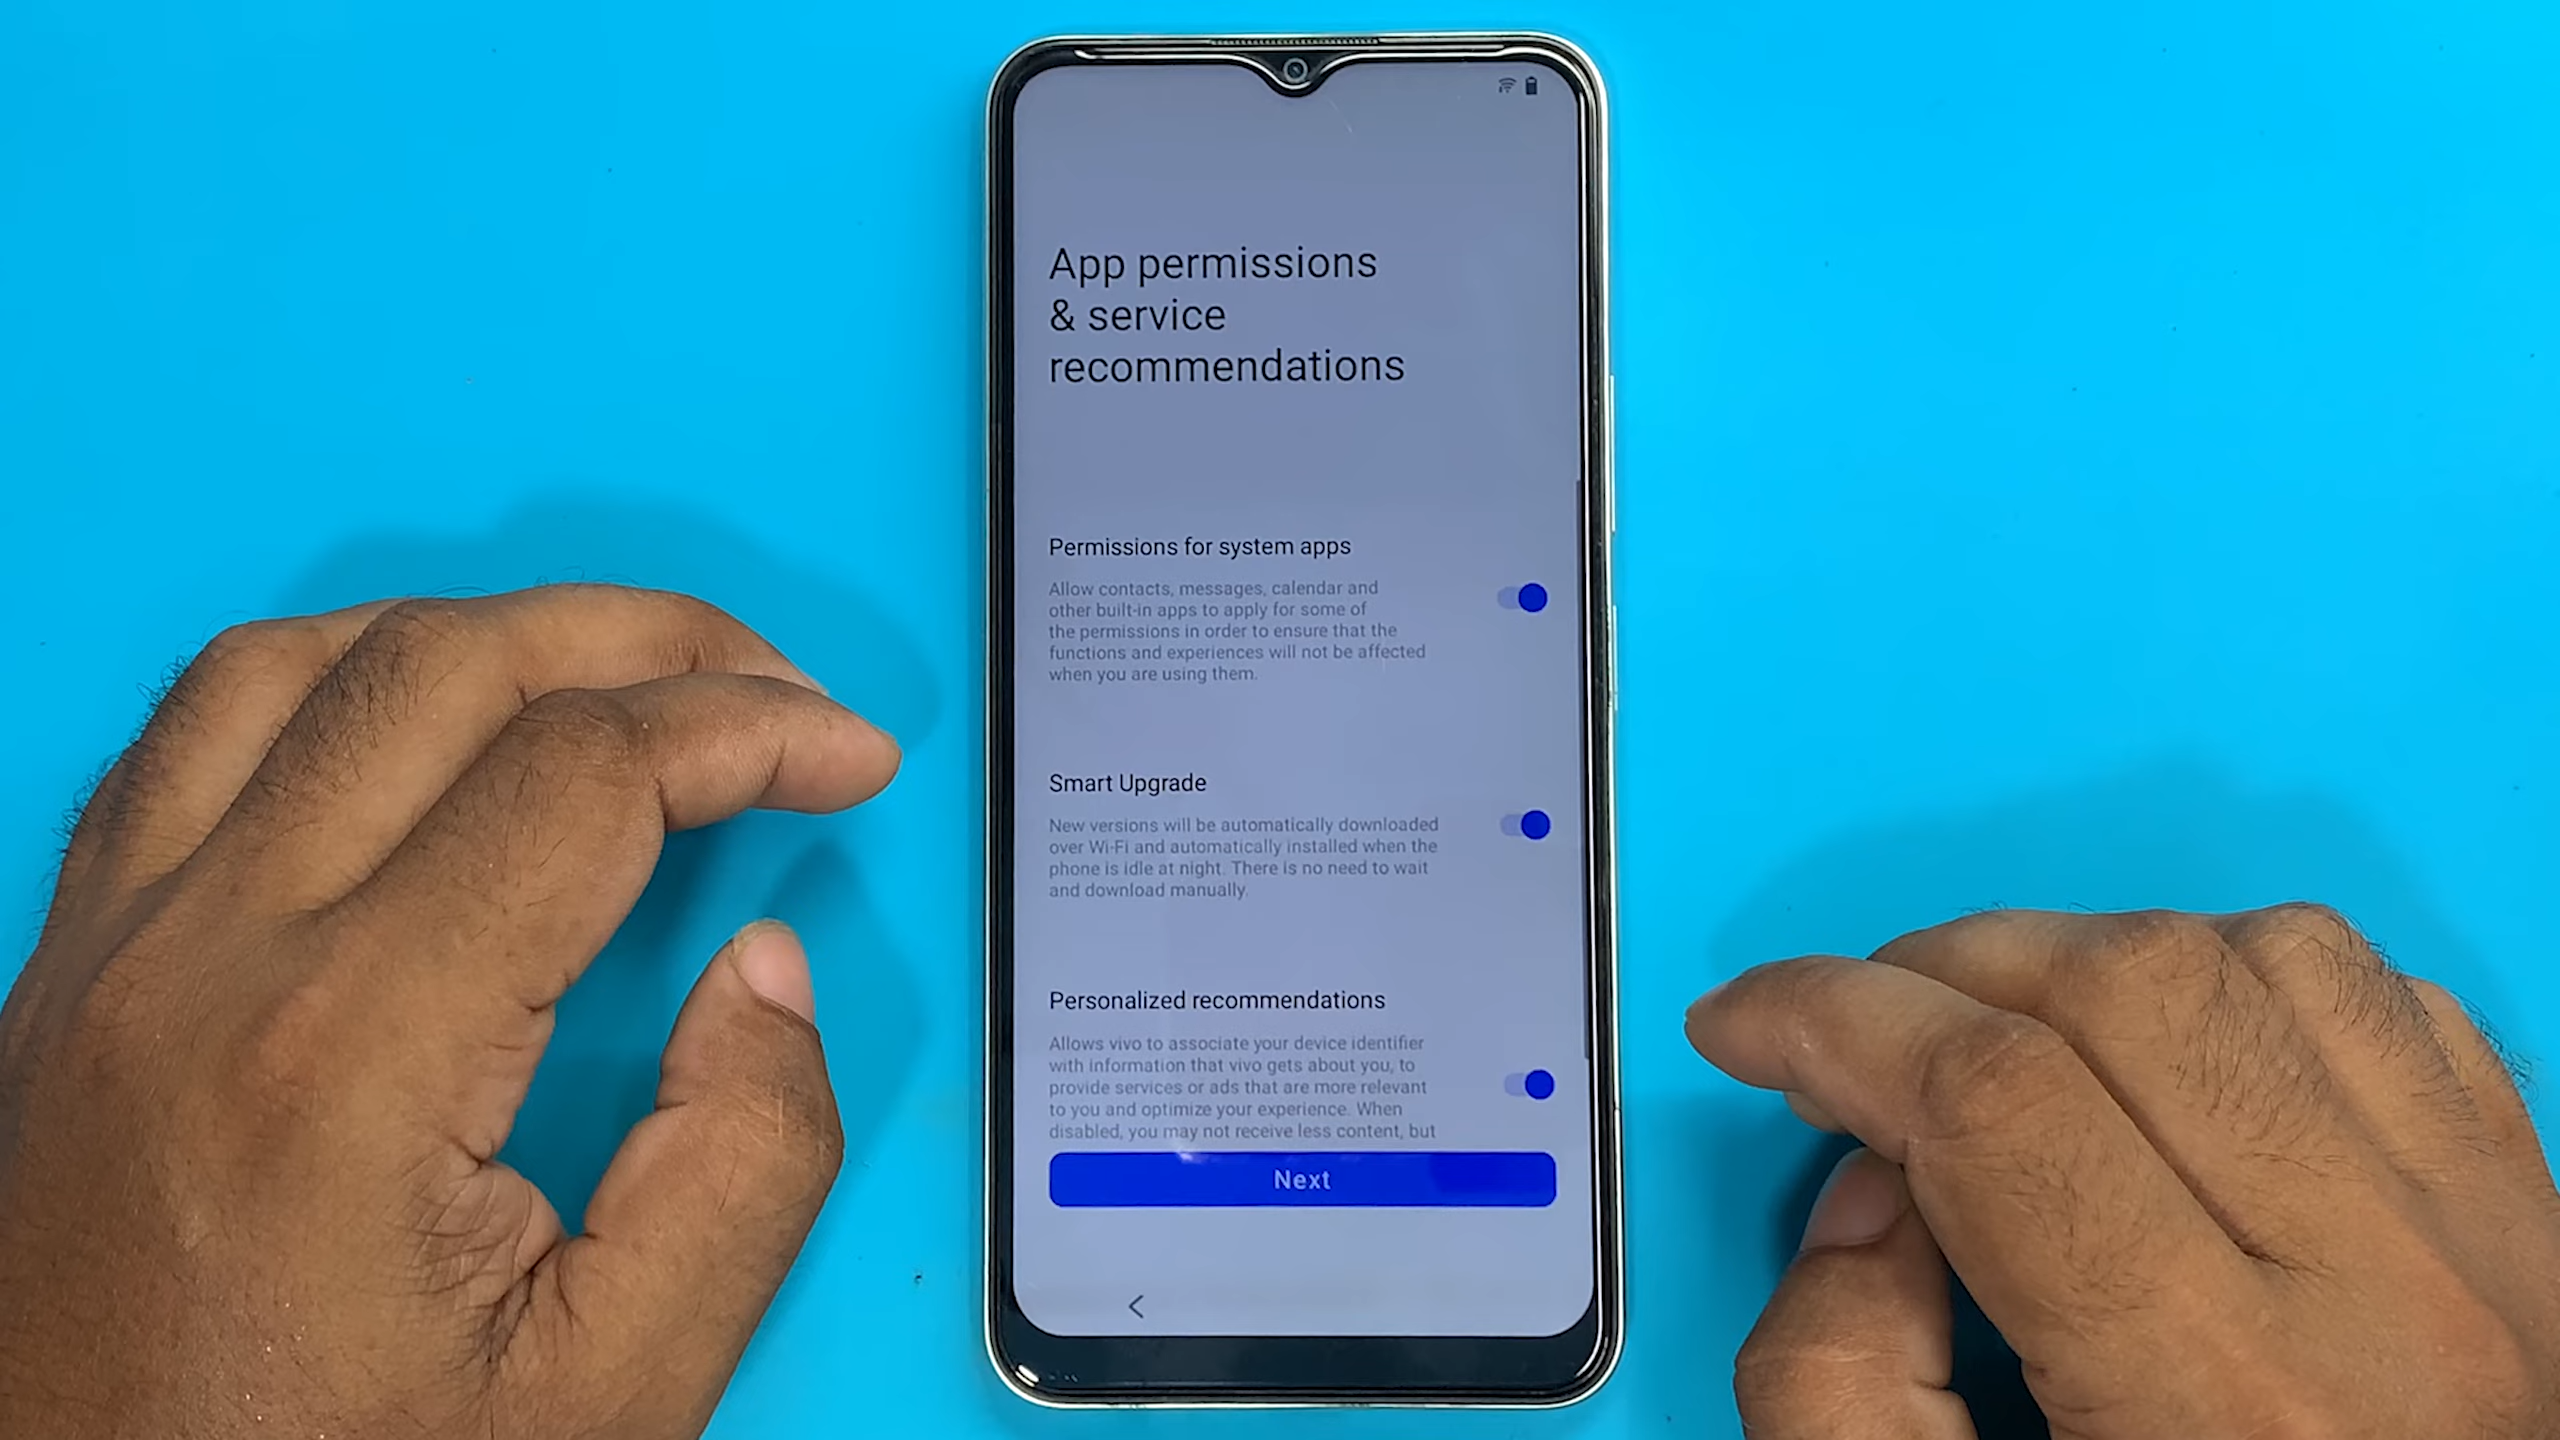 App permissions
& service
recommendations
Permissions for system apps
Allow contacts, messages, calendar and
other built-in apps to apply for some of
the permissions in order to ensure that the
functions and experiences will not be affected
when you are using them.
Smart Upgrade
New versions will be automatically downloaded
over Wi-Fi and automatically installed when the
phone is idle at night. There is no need to wait
and download manually.
Personalized recommendations
Allows vivo to associate your device identifier
with information that vivo gets about you, to
provide services or ads that are more relevant
to you and optimize your experience. When
disabled, you may not receive less content, but
Next